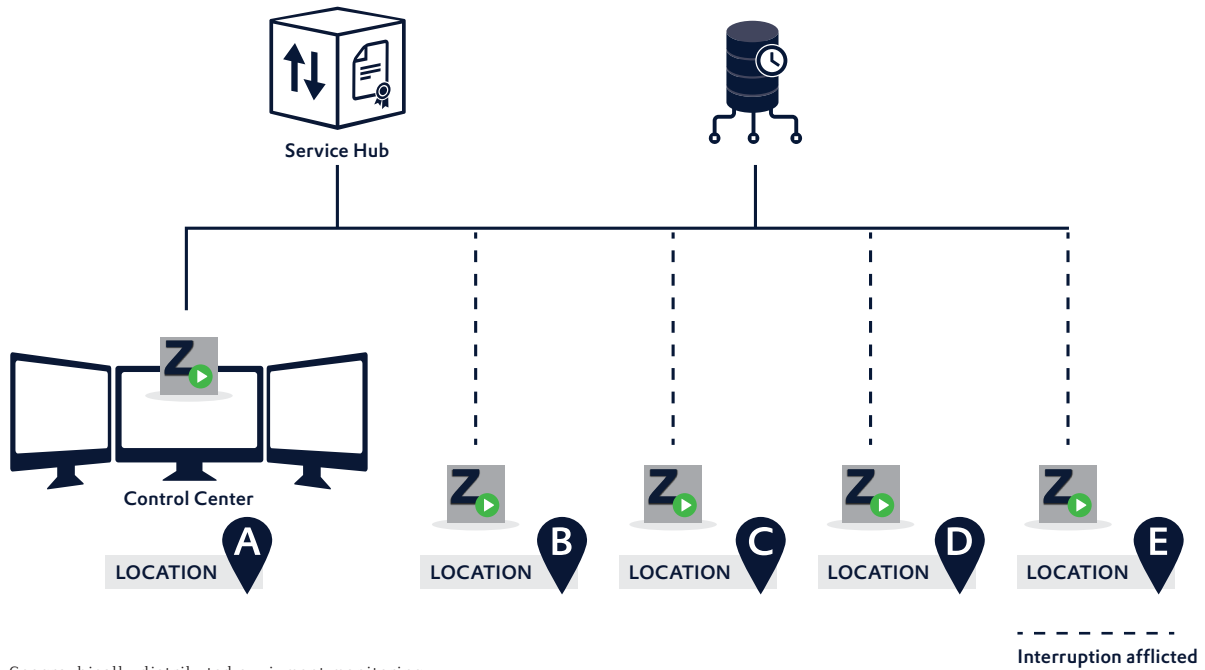 Service Hub
Z
Control Center
Z
Z
Z
Z
A
B
C
D
E
LOCATION
LOCATION
LOCATION
LOCATION
LOCATION
Interruption afflicted